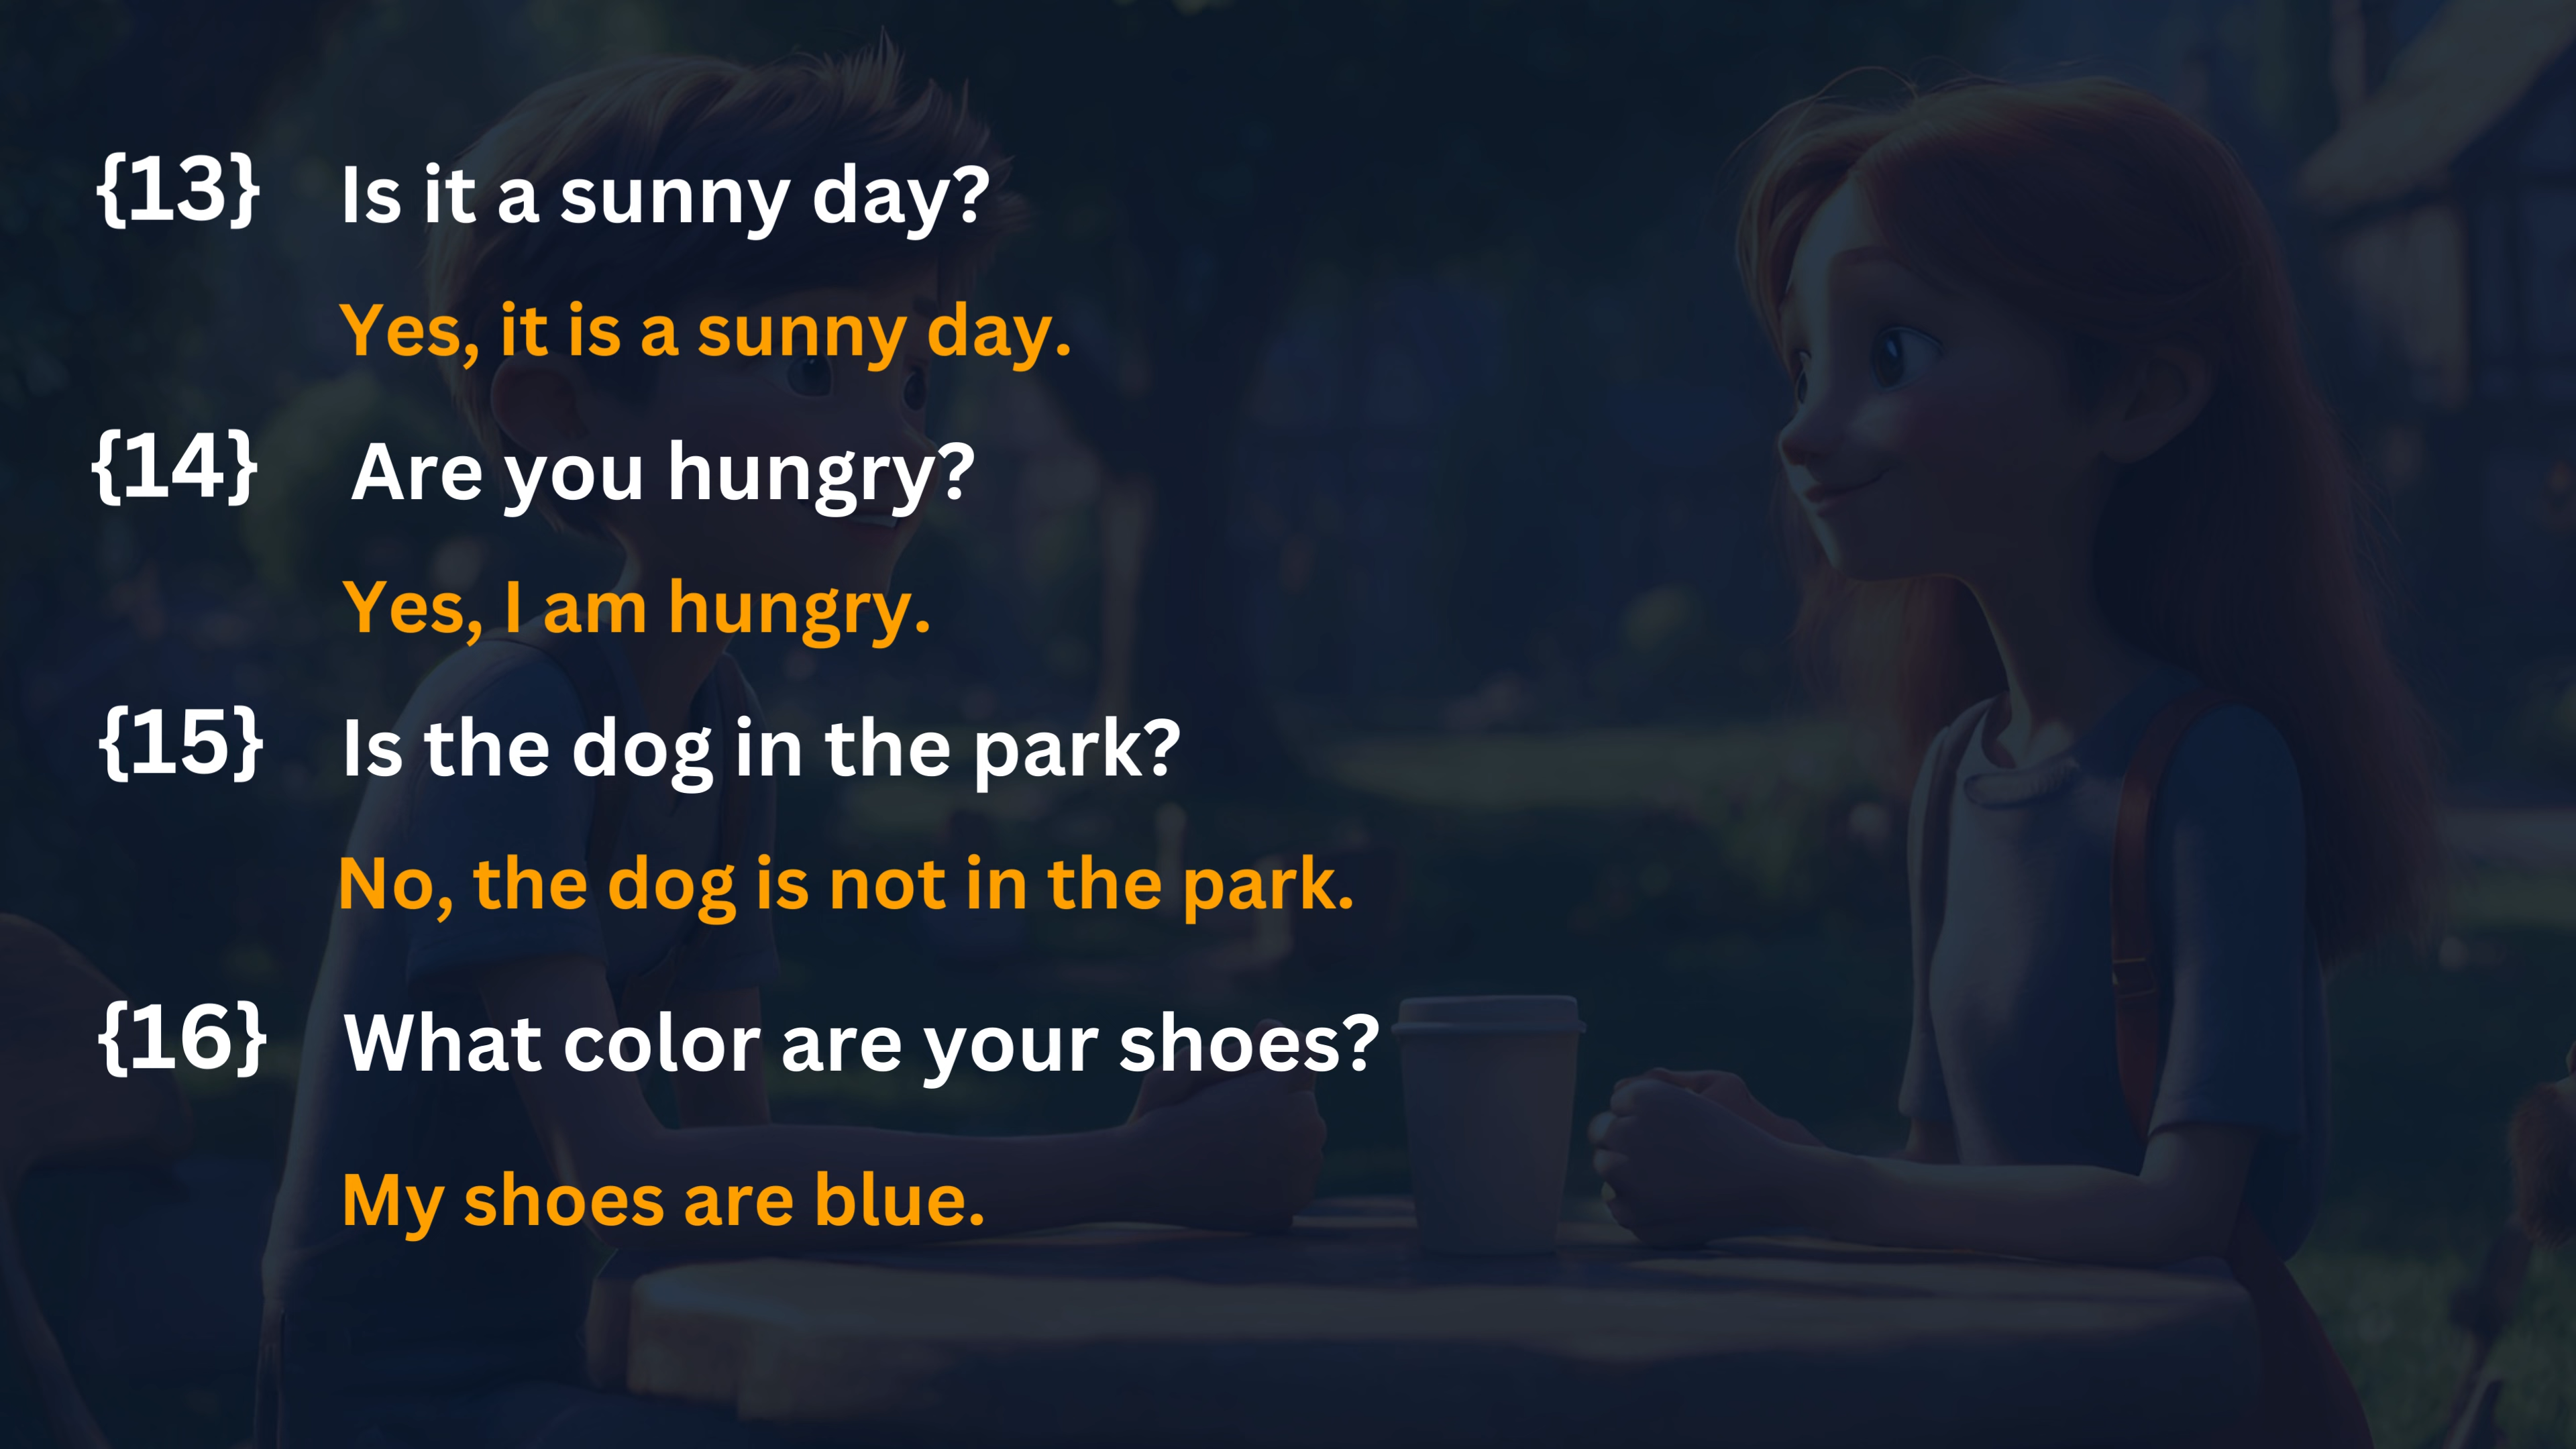 {13} Is it a sunny day?
Yes, it is a sunny day.
{14} Are you hungry?
Yes, I am hungry.
{15} Is the dog in the park?
No, the dog is not in the park.
{16} What color are your shoes?
My shoes are blue.